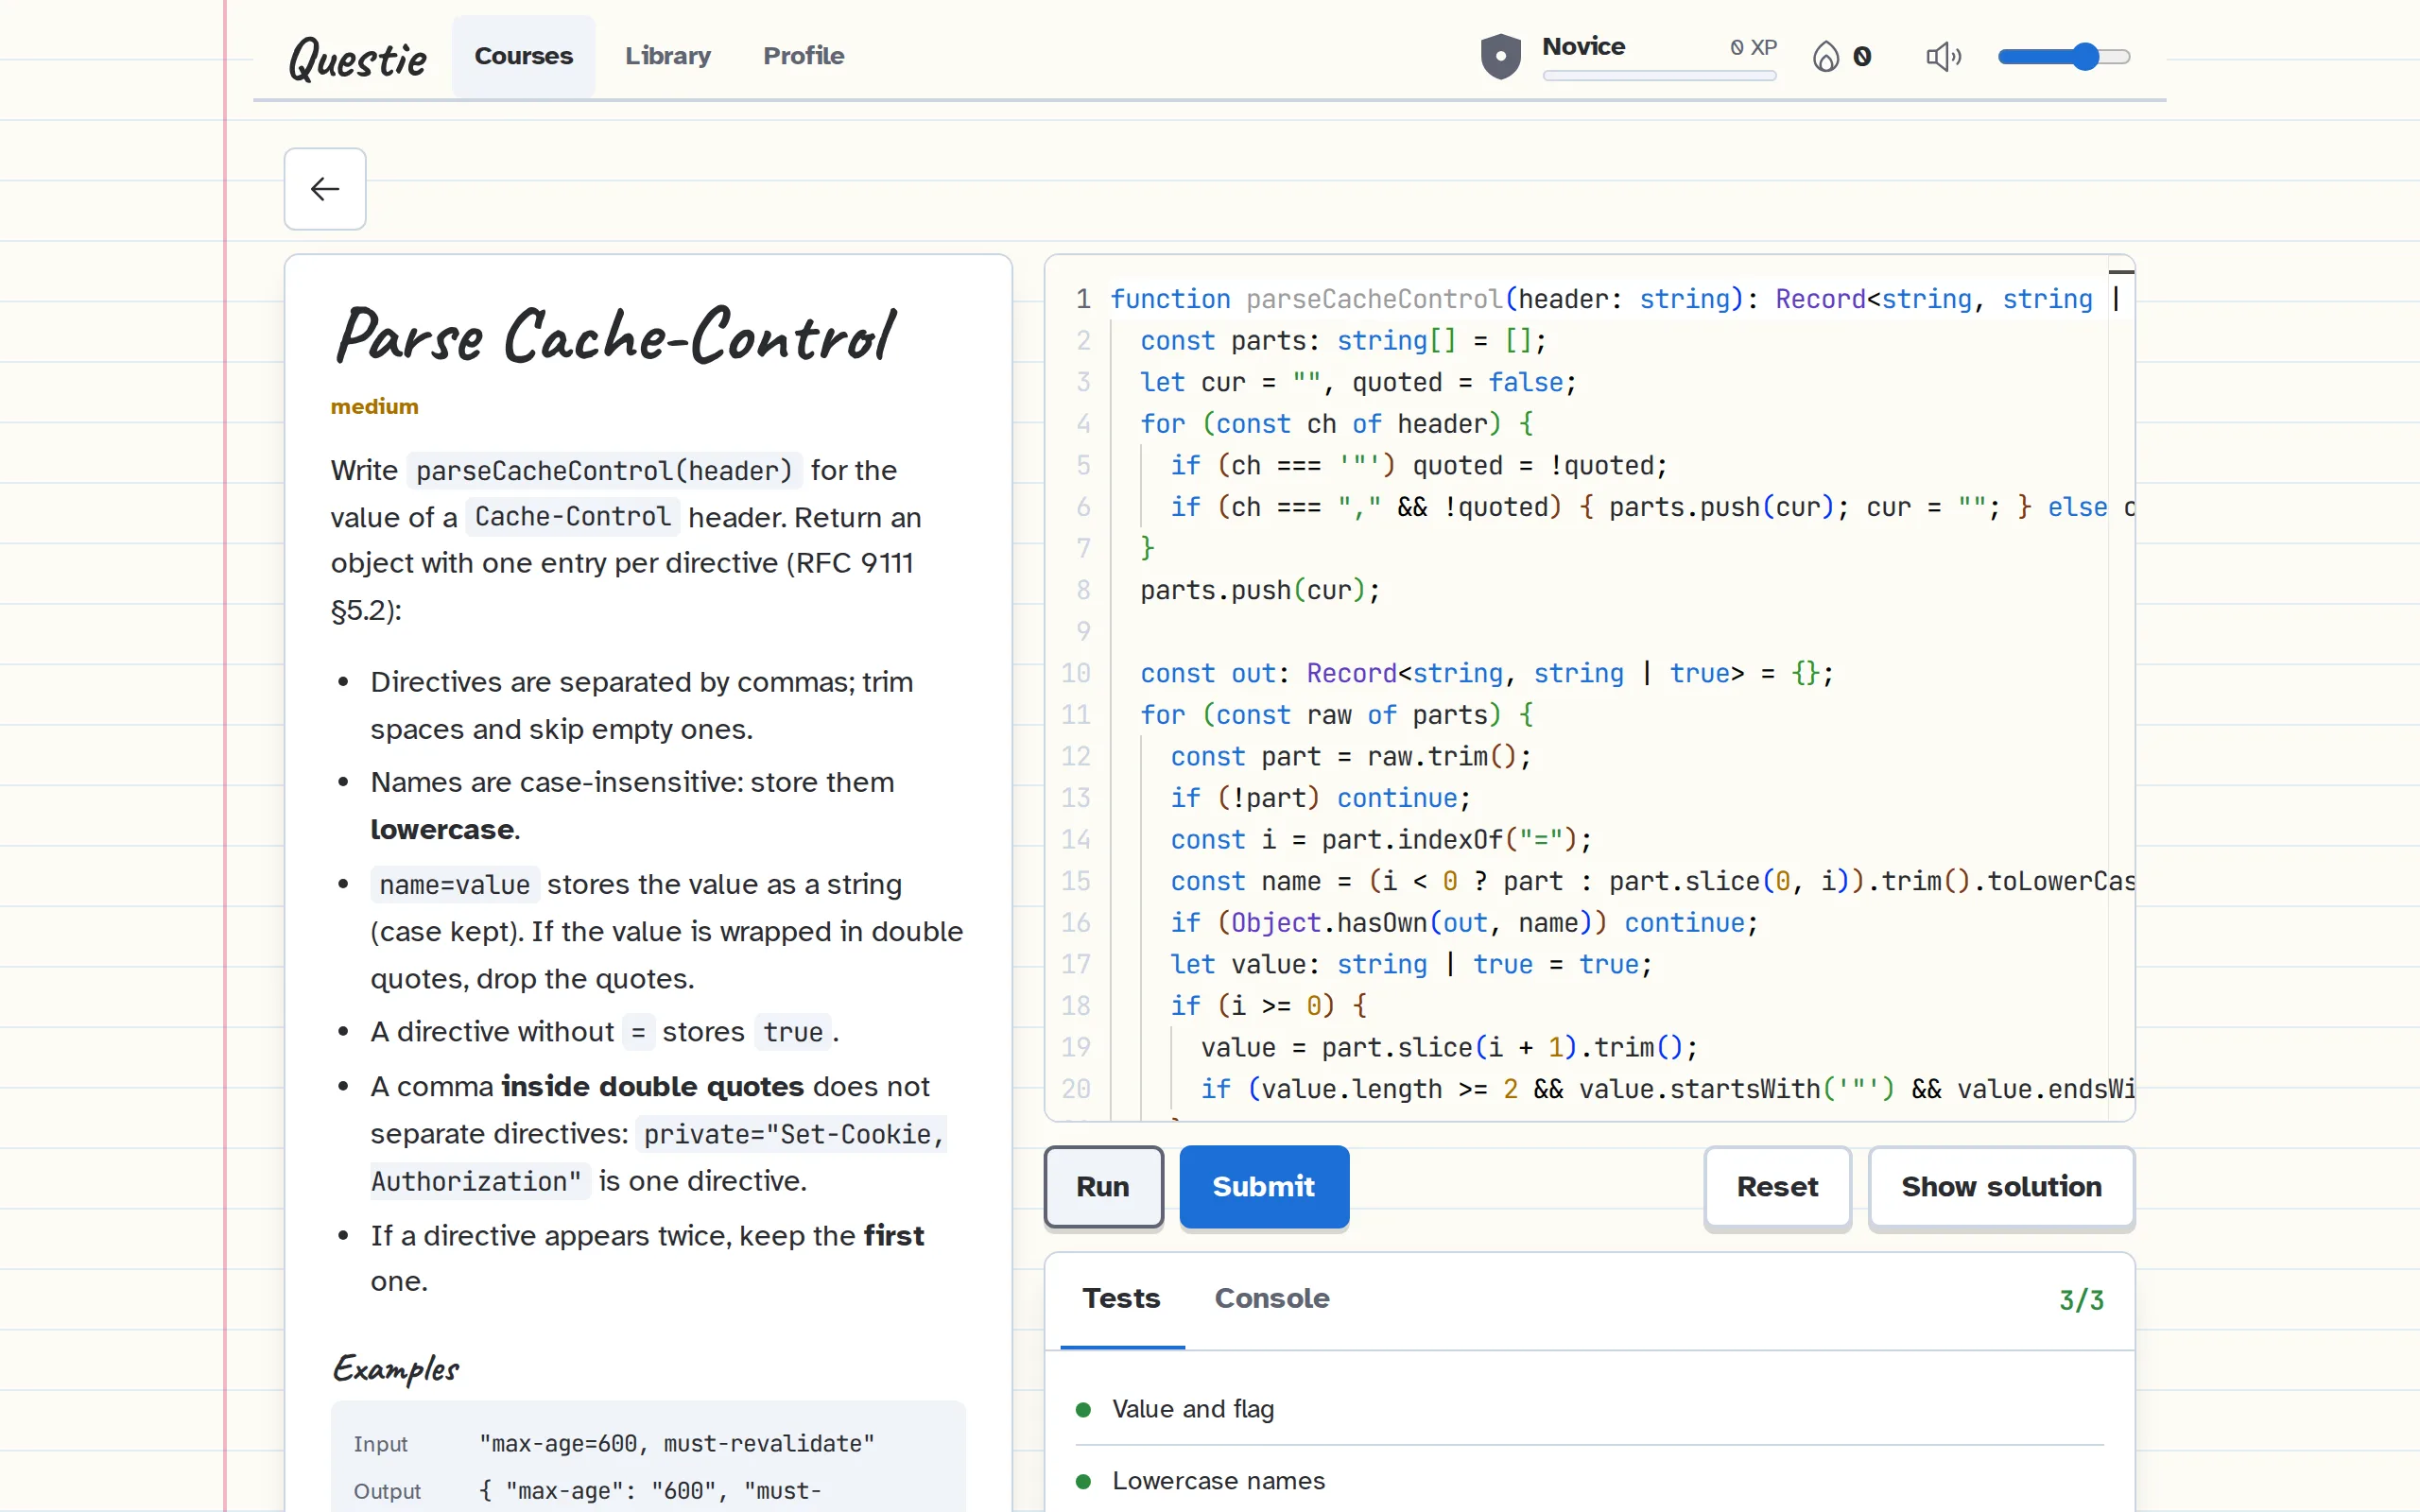 Questie
Courses
Library
Profile
Novice
0 XP
0
Parse Cache-Control
medium
Write parseCacheControl(header) for the
value of a Cache-Control header. Return an
object with one entry per directive (RFC 9111
§5.2):
• Directives are separated by commas; trim
spaces and skip empty ones.
• Names are case-insensitive: store them
lowercase.
• name=value stores the value as a string
(case kept). If the value is wrapped in double
quotes, drop the quotes.
• A directive without = stores true.
• A comma inside double quotes does not
separate directives: private="Set-Cookie,
Authorization" is one directive.
• If a directive appears twice, keep the first
one.
Examples
Input "max-age=600, must-revalidate"
Output { "max-age": "600", "must-
1 function parseCacheControl(header: string): Record<string, string |
2 const parts: string[] = [];
3 let cur = "", quoted = false;
4 for (const ch of header) {
5 if (ch === '"') quoted = !quoted;
6 if (ch === "," && !quoted) { parts.push(cur); cur = ""; } else c
7 }
8 parts.push(cur);
9
10 const out: Record<string, string | true> = {};
11 for (const raw of parts) {
12 const part = raw.trim();
13 if (!part) continue;
14 const i = part.indexOf("=");
15 const name = (i < 0 ? part : part.slice(0, i)).trim().toLowerCas
16 if (Object.hasOwn(out, name)) continue;
17 let value: string | true = true;
18 if (i >= 0) {
19 value = part.slice(i + 1).trim();
20 if (value.length >= 2 && value.startsWith('"') && value.endsWi
Run
Submit
Reset
Show solution
Tests
Console
3/3
Value and flag
Lowercase names